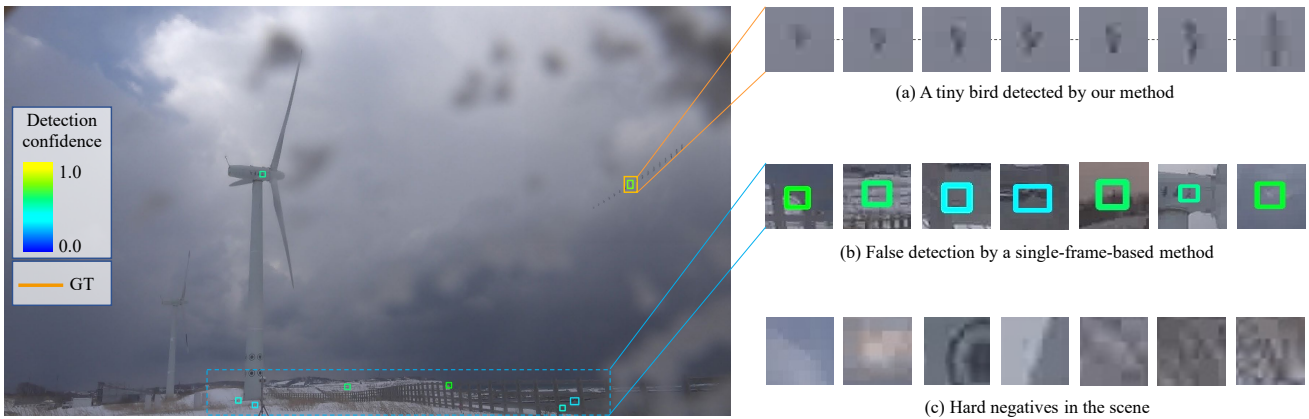 Detection
confidence
1.0
0.0
GT
(a) A tiny bird detected by our method
(b) False detection by a single-frame-based method
(c) Hard negatives in the scene